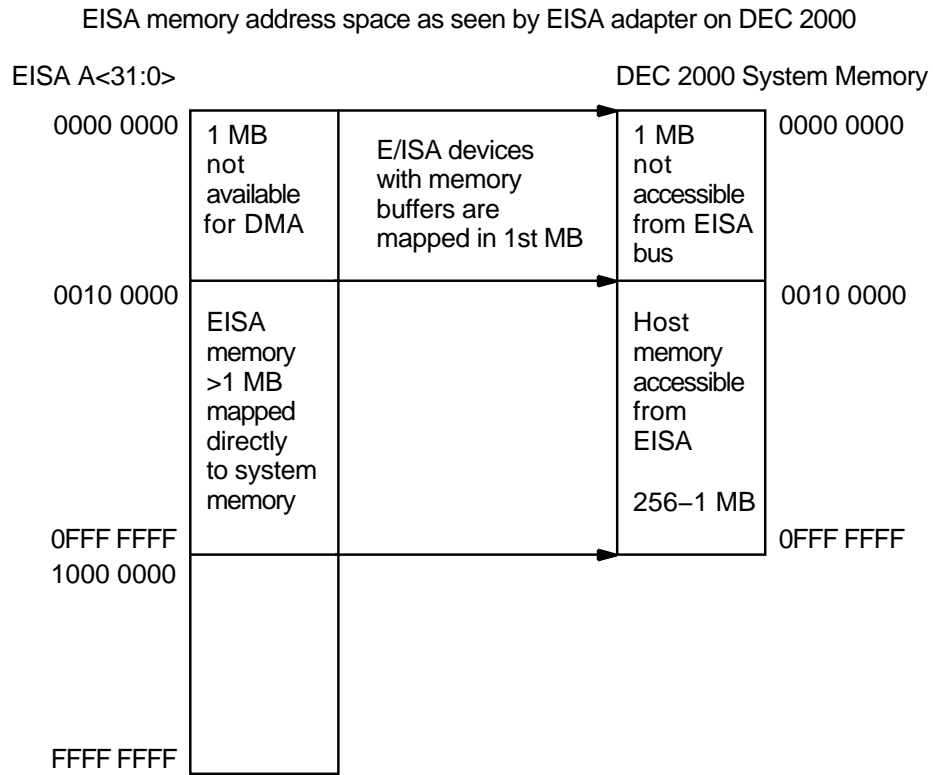 EISA memory address space as seen by EISA adapter on DEC 2000
EISA A<31:0>
DEC 2000 System Memory
0000 0000
1 MB
not
available
for DMA
E/ISA devices
with memory
buffers are
mapped in 1st MB
1 MB
not
accessible
from EISA
bus
0000 0000
0010 0000
EISA
memory
>1 MB
mapped
directly
to system
memory
Host
memory
accessible
from
EISA
256–1 MB
0010 0000
0FFF FFFF
0FFF FFFF
1000 0000
FFFF FFFF